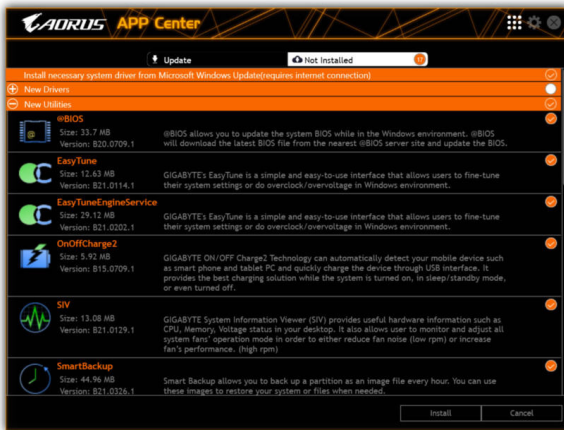 AORUS APP Center
Update
Not Installed
Install necessary system driver from Microsoft Windows Update(requires internet connection)
New Drivers
New Utilities
@BIOS
Size: 33.7 MB
Version: B20.0709.1
@BIOS allows you to update the system BIOS while in the Windows environment. @BIOS
will download the latest BIOS file from the nearest @BIOS server site and update the BIOS.
EasyTune
Size: 12.63 MB
Version: B21.0114.1
GIGABYTE's EasyTune is a simple and easy-to-use interface that allows users to fine-tune
their system settings or do overclock/overvoltage in Windows environment.
EasyTuneEngineService
Size: 29.12 MB
Version: B21.0202.1
GIGABYTE's EasyTune is a simple and easy-to-use interface that allows users to fine-tune
their system settings or do overclock/overvoltage in Windows environment.
OnOffCharge2
Size: 5.92 MB
Version: B15.0709.1
GIGABYTE ON/OFF Charge2 Technology can automatically detect your mobile device such
as smart phone and tablet PC and quickly charge the device through USB interface. It
provides the best charging solution while the system is turned on, in sleep/standby mode,
or even turned off.
SIV
Size: 13.08 MB
Version: B21.0129.1
GIGABYTE System Information Viewer (SIV) provides useful hardware information such as
CPU, Memory, Voltage status in your desktop. It also allows user to monitor and adjust all
system fans' operation mode in order to either reduce fan noise (low rpm) or increase
fan's performance. (high rpm)
SmartBackup
Size: 44.96 MB
Version: B21.0326.1
Smart Backup allows you to back up a partition as an image file every hour. You can use
these images to restore your system or files when needed.
Install
Cancel